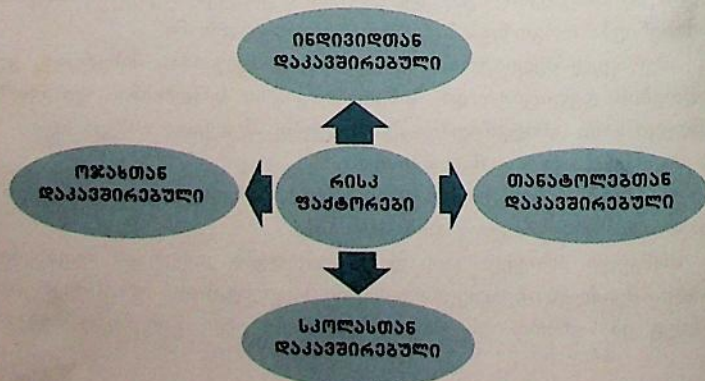 ინდივიდთან
დაკავშირებული
ოჯახთან
დაკავშირებული
რისკ
ფაქტორები
თანატოლებთან
დაკავშირებული
სკოლასთან
დაკავშირებული